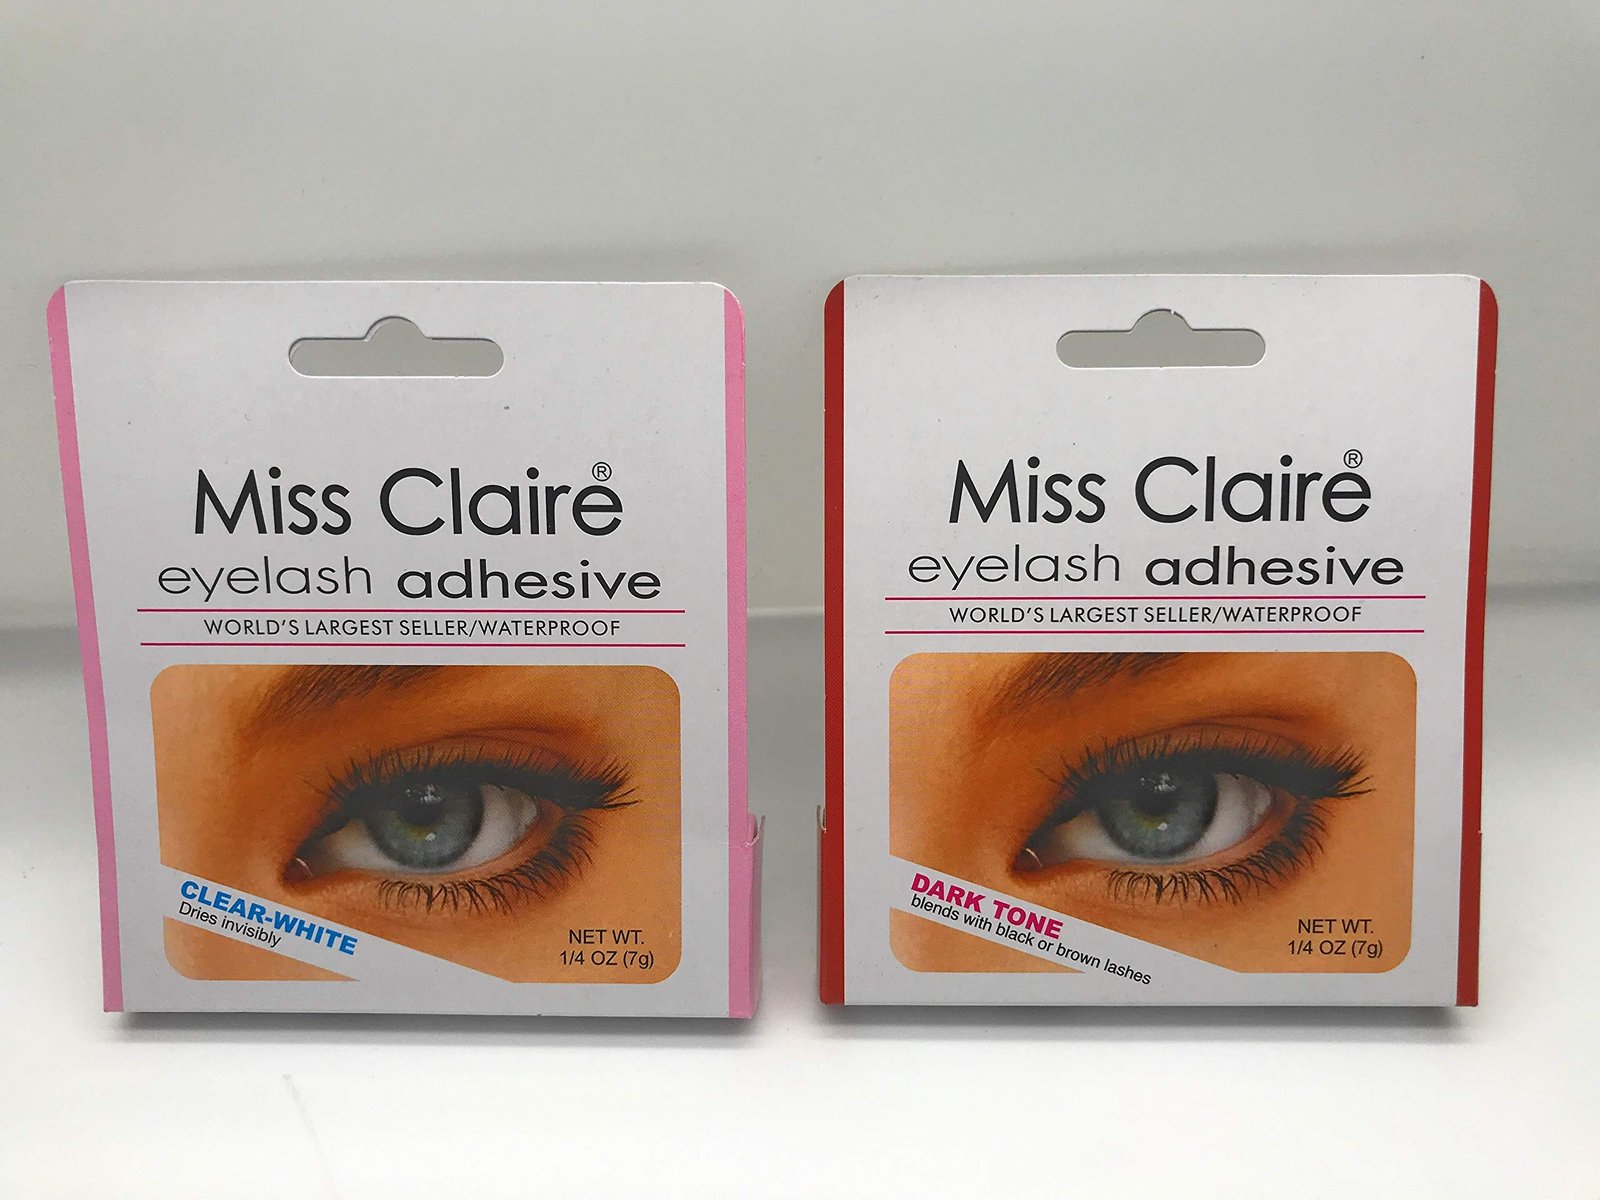 Miss Claire®
eyelash adhesive
WORLD'S LARGEST SELLER/WATERPROOF
CLEAR-WHITE
Dries invisibly
NET WT.
1/4 OZ (7g)
Miss Claire®
eyelash adhesive
WORLD'S LARGEST SELLER/WATERPROOF
DARK TONE
blends with black or brown lashes
NET WT.
1/4 OZ (7g)